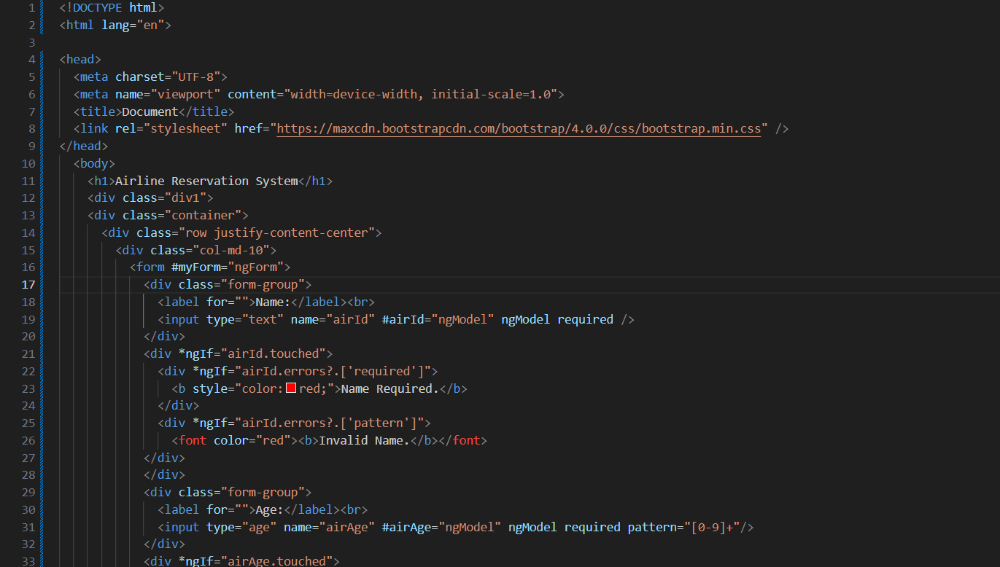 1 <!DOCTYPE html>
2 <html lang="en">
3
4 <head>
5 <meta charset="UTF-8">
6 <meta name="viewport" content="width=device-width, initial-scale=1.0">
7 <title>Document</title>
8 <link rel="stylesheet" href="https://maxcdn.bootstrapcdn.com/bootstrap/4.0.0/css/bootstrap.min.css" />
9 </head>
10 <body>
11 <h1>Airline Reservation System</h1>
12 <div class="div1">
13 <div class="container">
14 <div class="row justify-content-center">
15 <div class="col-md-10">
16 <form #myForm="ngForm">
17 <div class="form-group">
18 <label for="">Name:</label><br>
19 <input type="text" name="airId" #airId="ngModel" ngModel required />
20 </div>
21 <div *ngIf="airId.touched">
22 <div *ngIf="airId.errors?.['required']">
23 <b style="color:red;">Name Required.</b>
24 </div>
25 <div *ngIf="airId.errors?.['pattern']">
26 <font color="red"><b>Invalid Name.</b></font>
27 </div>
28 </div>
29 <div class="form-group">
30 <label for="">Age:</label><br>
31 <input type="age" name="airAge" #airAge="ngModel" ngModel required pattern="[0-9]+"/>
32 </div>
33 <div *ngIf="airAge.touched">